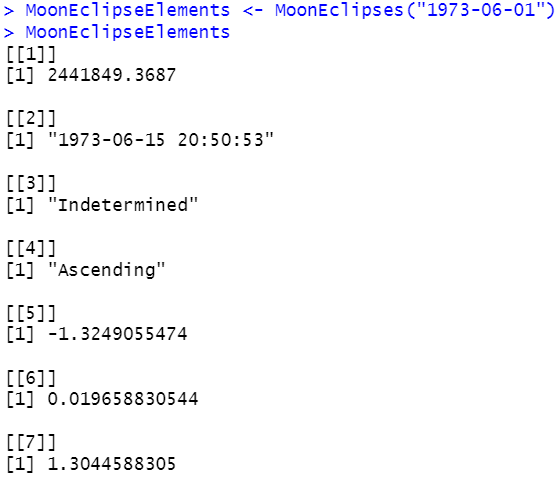 > MoonEclipseElements <- MoonEclipses("1973-06-01")
> MoonEclipseElements
[[1]]
[1] 2441849.3687
[[2]]
[1] "1973-06-15 20:50:53"
[[3]]
[1] "Indetermined"
[[4]]
[1] "Ascending"
[[5]]
[1] -1.3249055474
[[6]]
[1] 0.019658830544
[[7]]
[1] 1.3044588305